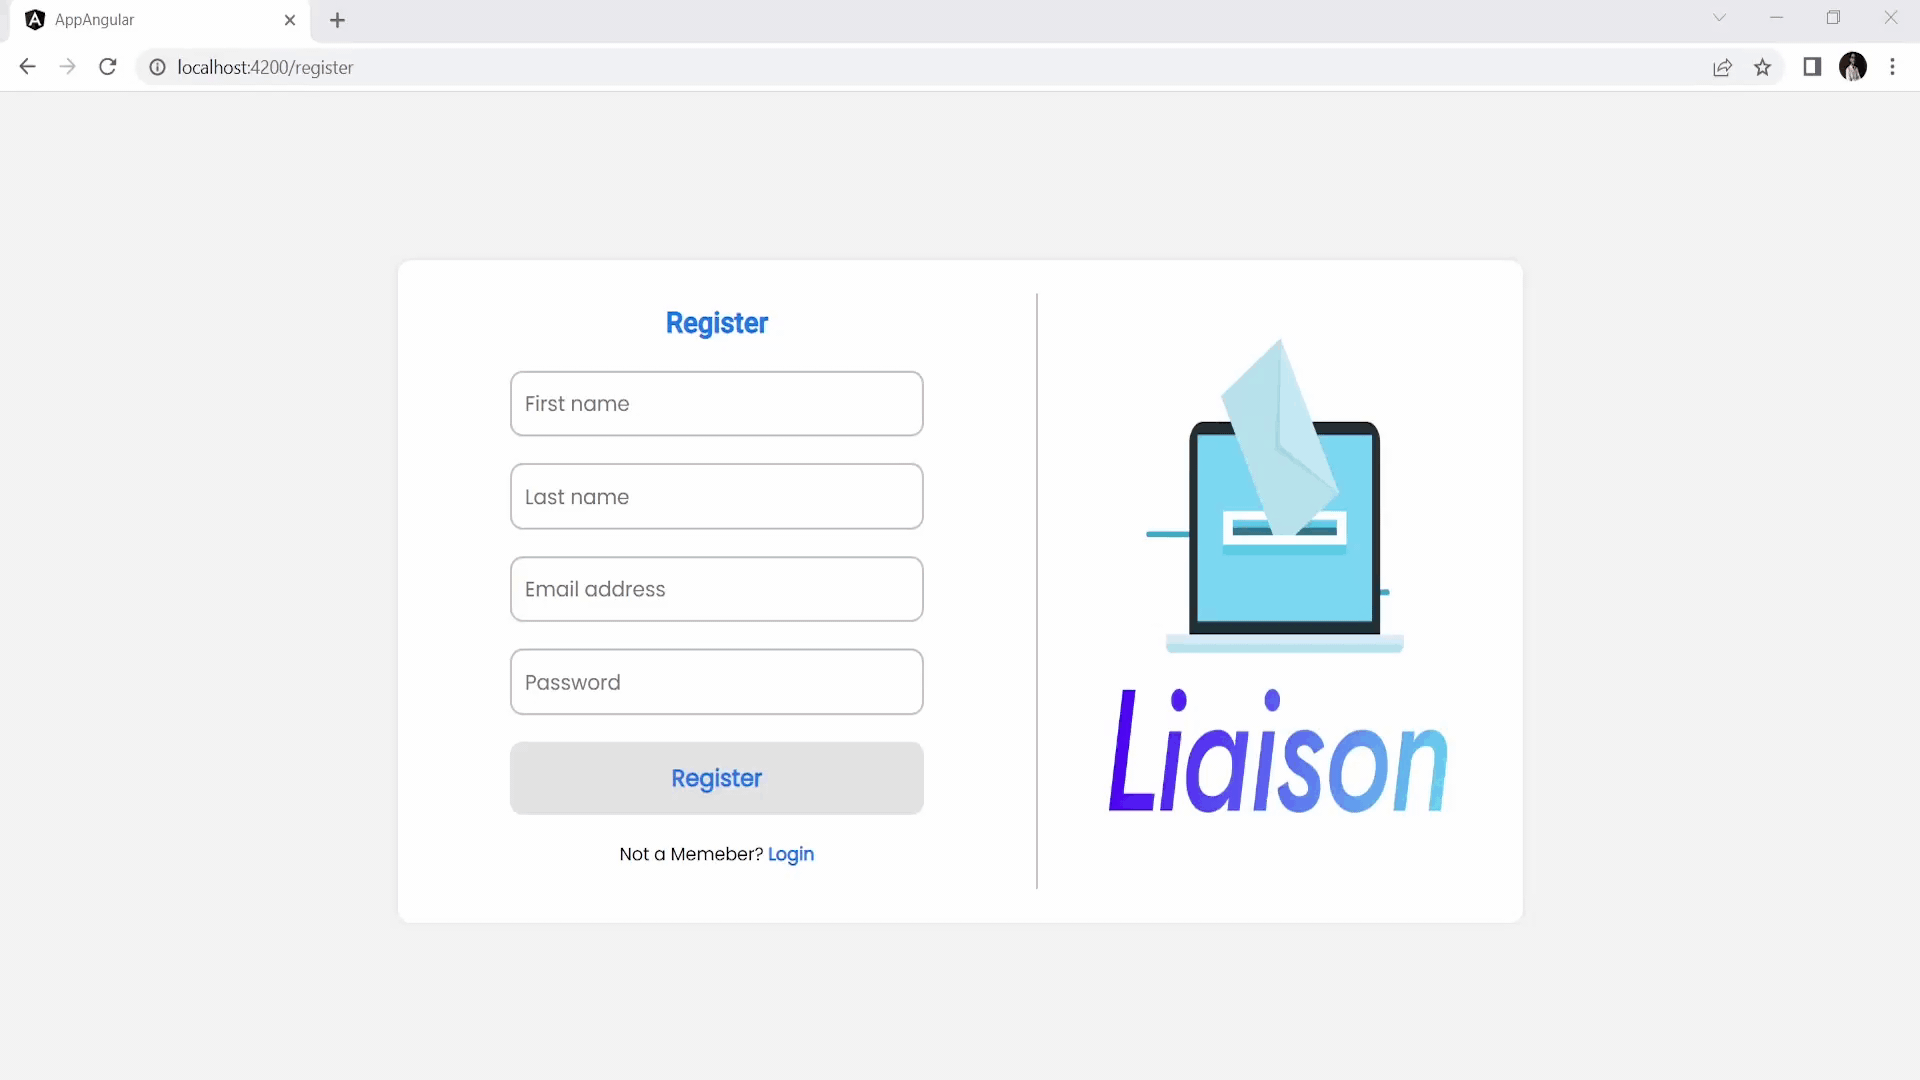 AppAngular
localhost:4200/register
Register
First name
Last name
Email address
Password
Register
Not a Memeber? Login
Liaison